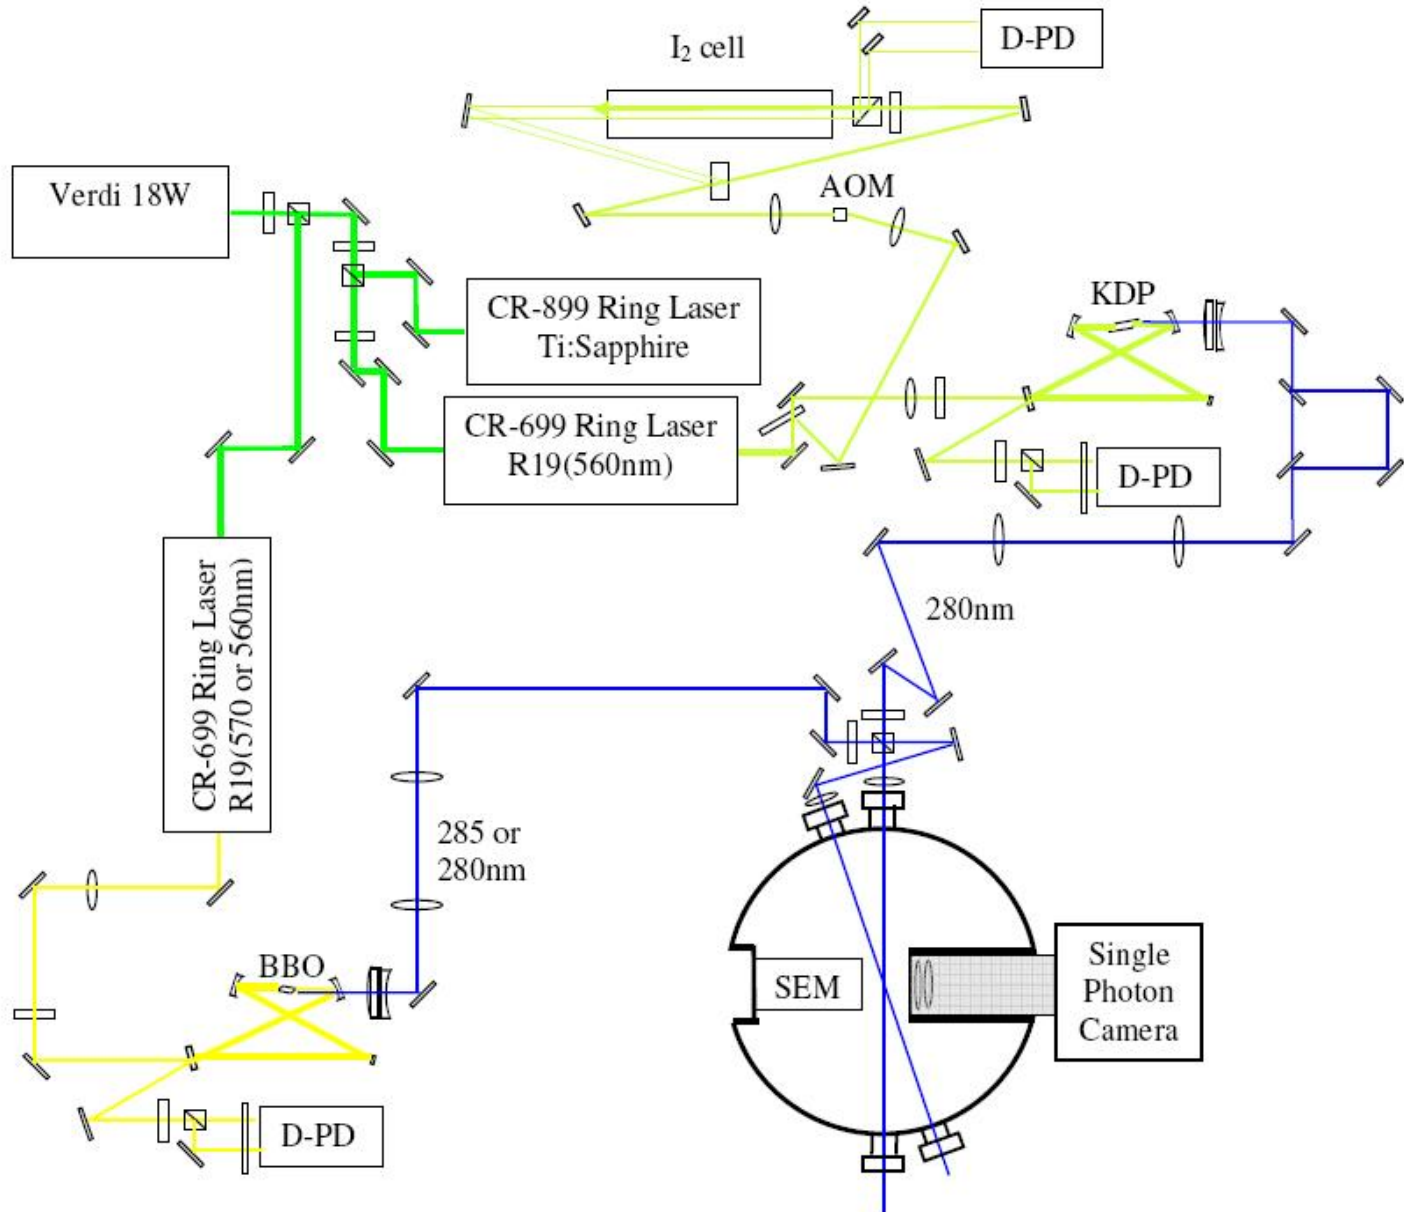 I₂ cell
D-PD
Verdi 18W
AOM
CR-899 Ring Laser
Ti:Sapphire
KDP
CR-699 Ring Laser
R19(560nm)
D-PD
CR-699 Ring Laser
R19(570 or 560nm)
280nm
285 or
280nm
BBO
SEM
Single
Photon
Camera
D-PD